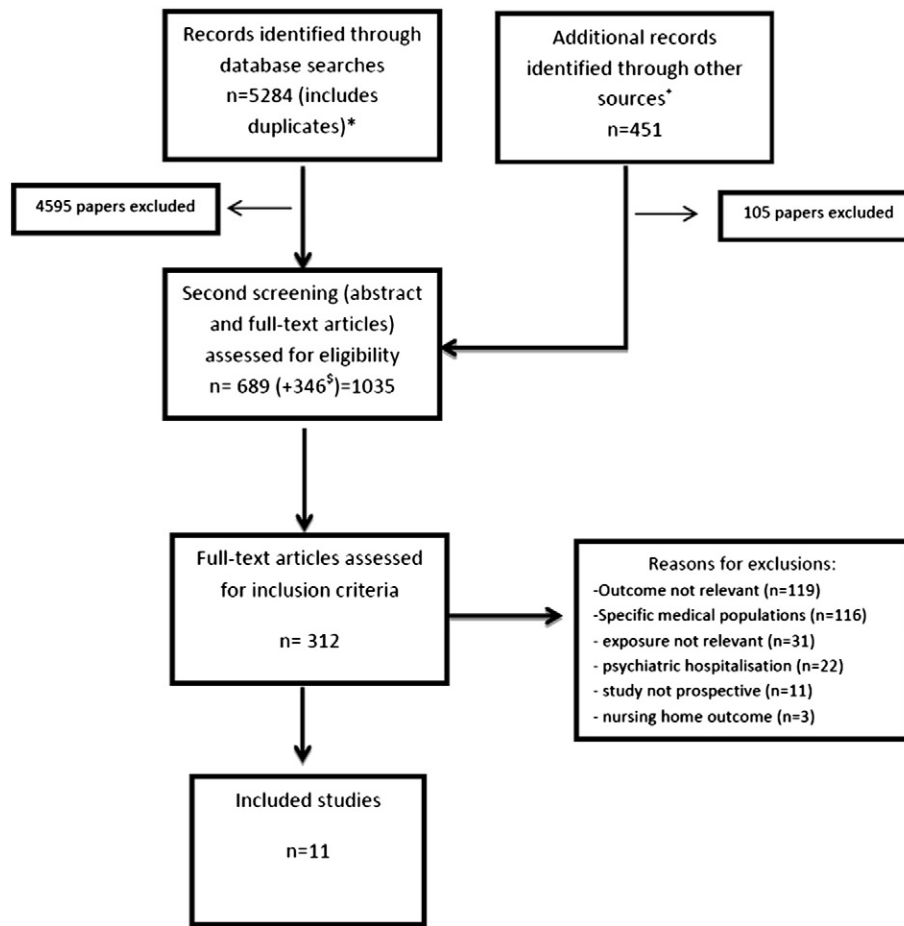 Records identified through
database searches
n=5284 (includes
duplicates)*
Additional records
identified through other
sources+
n=451
4595 papers excluded
105 papers excluded
Second screening (abstract
and full-text articles)
assessed for eligibility
n= 689 (+346$)=1035
Full-text articles assessed
for inclusion criteria
n= 312
Reasons for exclusions:
-Outcome not relevant (n=119)
-Specific medical populations (n=116)
- exposure not relevant (n=31)
- psychiatric hospitalisation (n=22)
- study not prospective (n=11)
- nursing home outcome (n=3)
Included studies
n=11